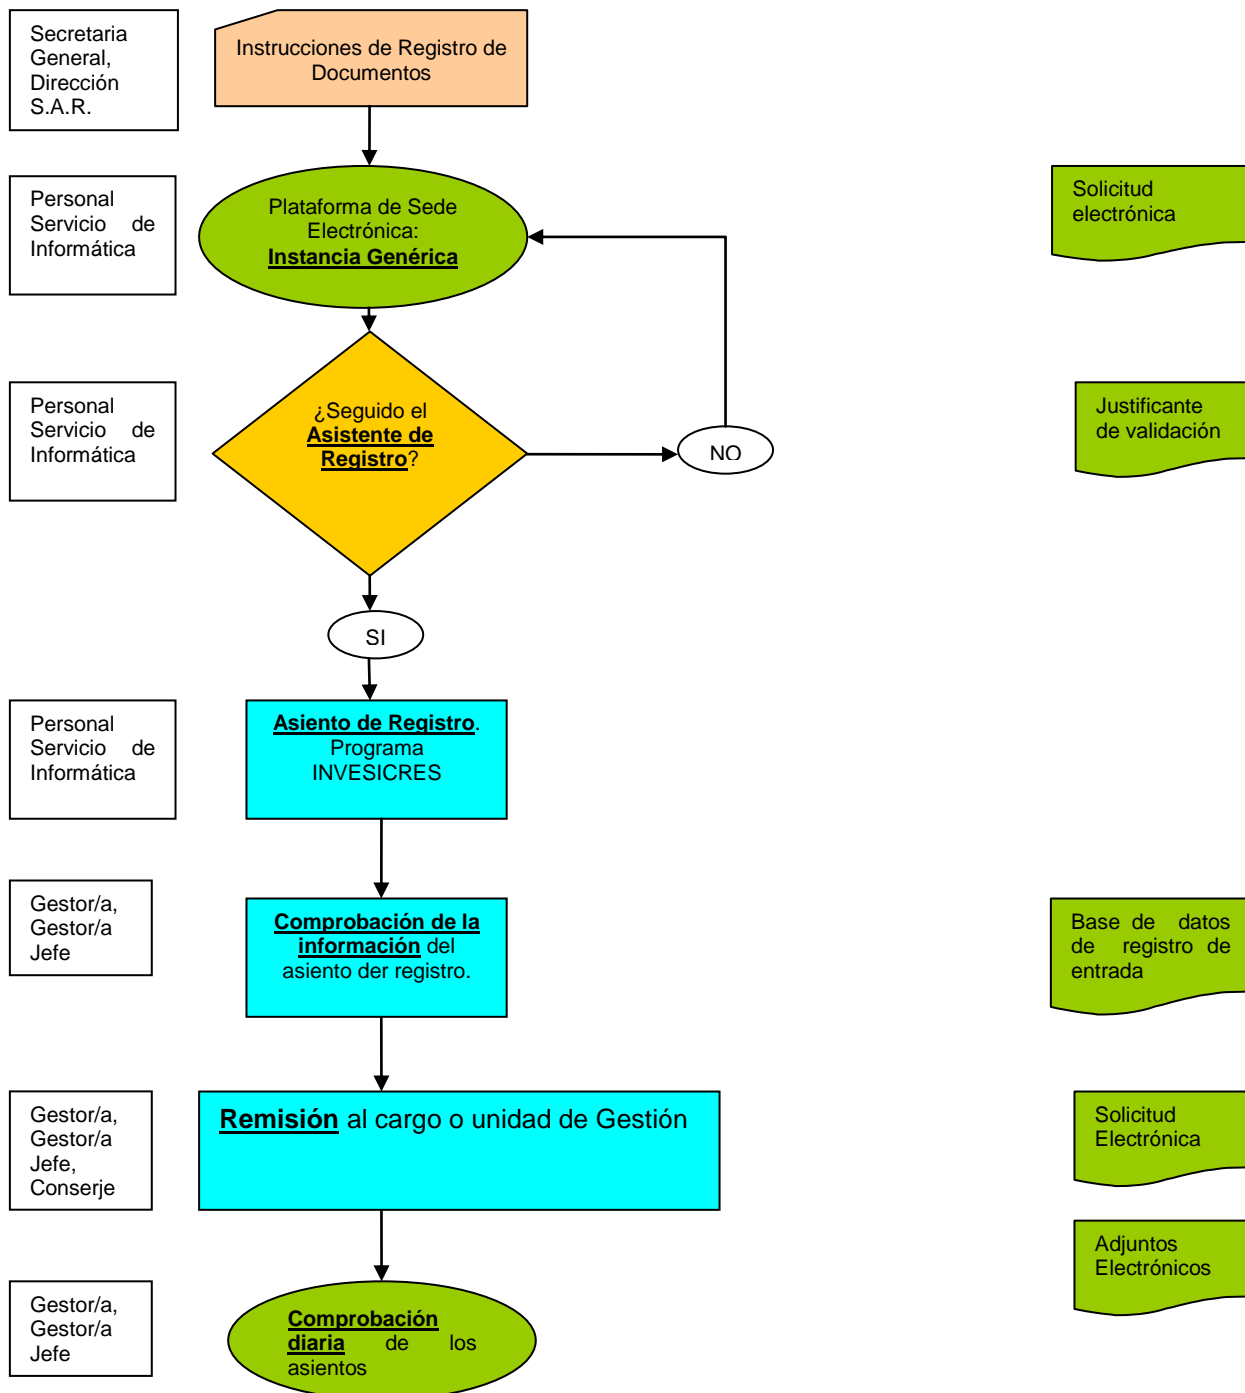 Secretaria
General,
Dirección
S.A.R.
Instrucciones de Registro de
Documentos
Personal
Servicio de
Informática
Plataforma de Sede
Electrónica:
Instancia Genérica
Solicitud
electrónica
Personal
Servicio de
Informática
¿Seguido el
Asistente de
Registro?
NO
Justificante
de validación
SI
Personal
Servicio de
Informática
Asiento de Registro.
Programa
INVESICRES
Gestor/a,
Gestor/a
Jefe
Comprobación de la
información del
asiento der registro.
Base de datos
de registro de
entrada
Gestor/a,
Gestor/a
Jefe,
Conserje
Remisión al cargo o unidad de Gestión
Solicitud
Electrónica
Adjuntos
Electrónicos
Gestor/a,
Gestor/a
Jefe
Comprobación
diaria de los
asientos